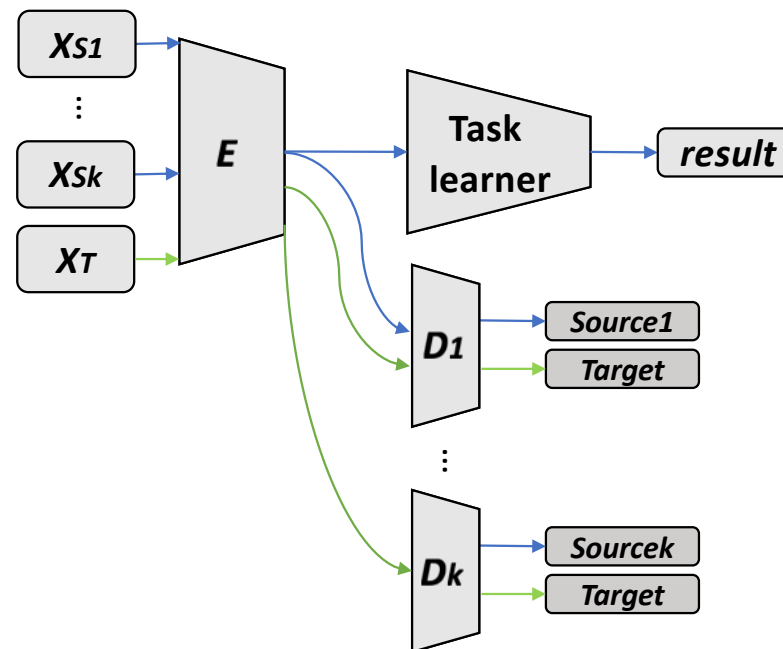 XS1
⋮
XSk
XT
E
Task
learner
result
D1
Source1
Target
⋮
Dk
Sourcek
Target